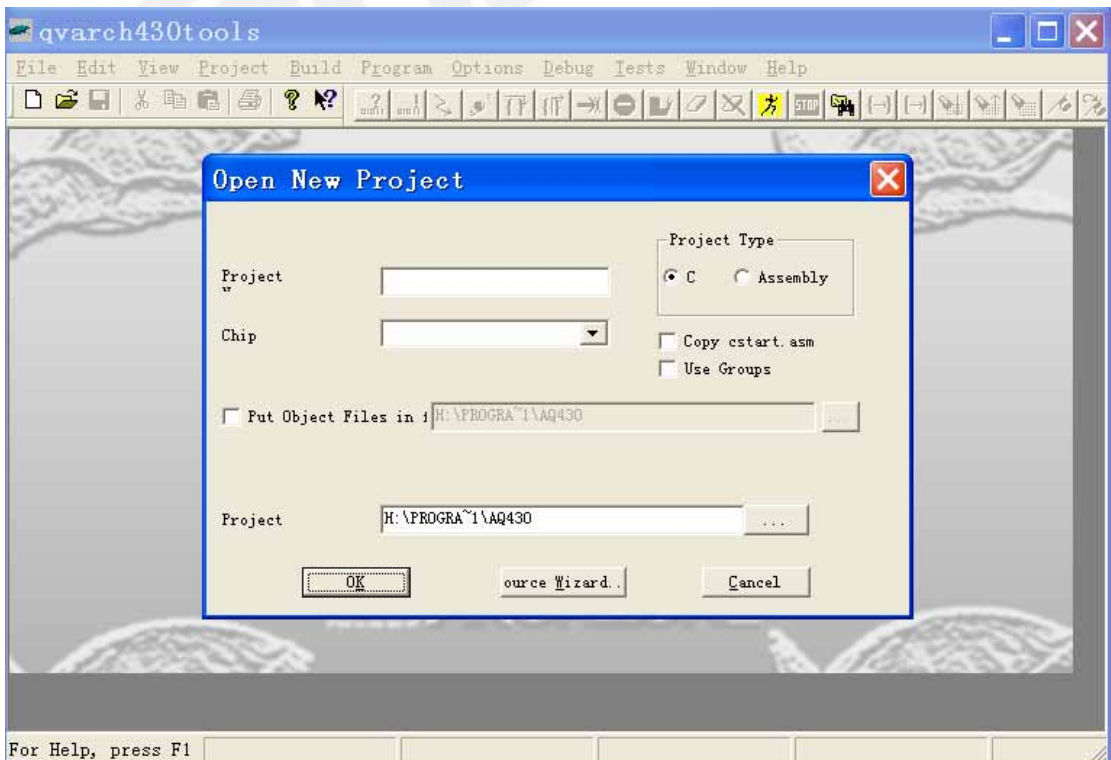 qvarch430tools
File Edit View Project Build Program Options Debug Tests Window Help
STOP
Open New Project
Project Type
Project
C Assembly
Chip
Copy cstart.asm
Use Groups
Put Object Files in f
H:\PROGRA~1\AQ430
...
Project
H:\PROGRA~1\AQ430
...
OK
ource Wizard..
Cancel
For Help, press F1